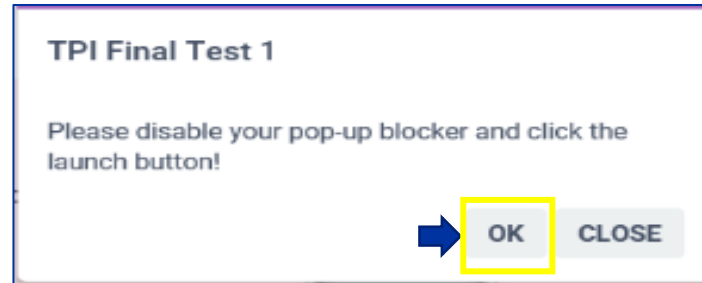 TPI Final Test 1
Please disable your pop-up blocker and click the
launch button!
OK CLOSE